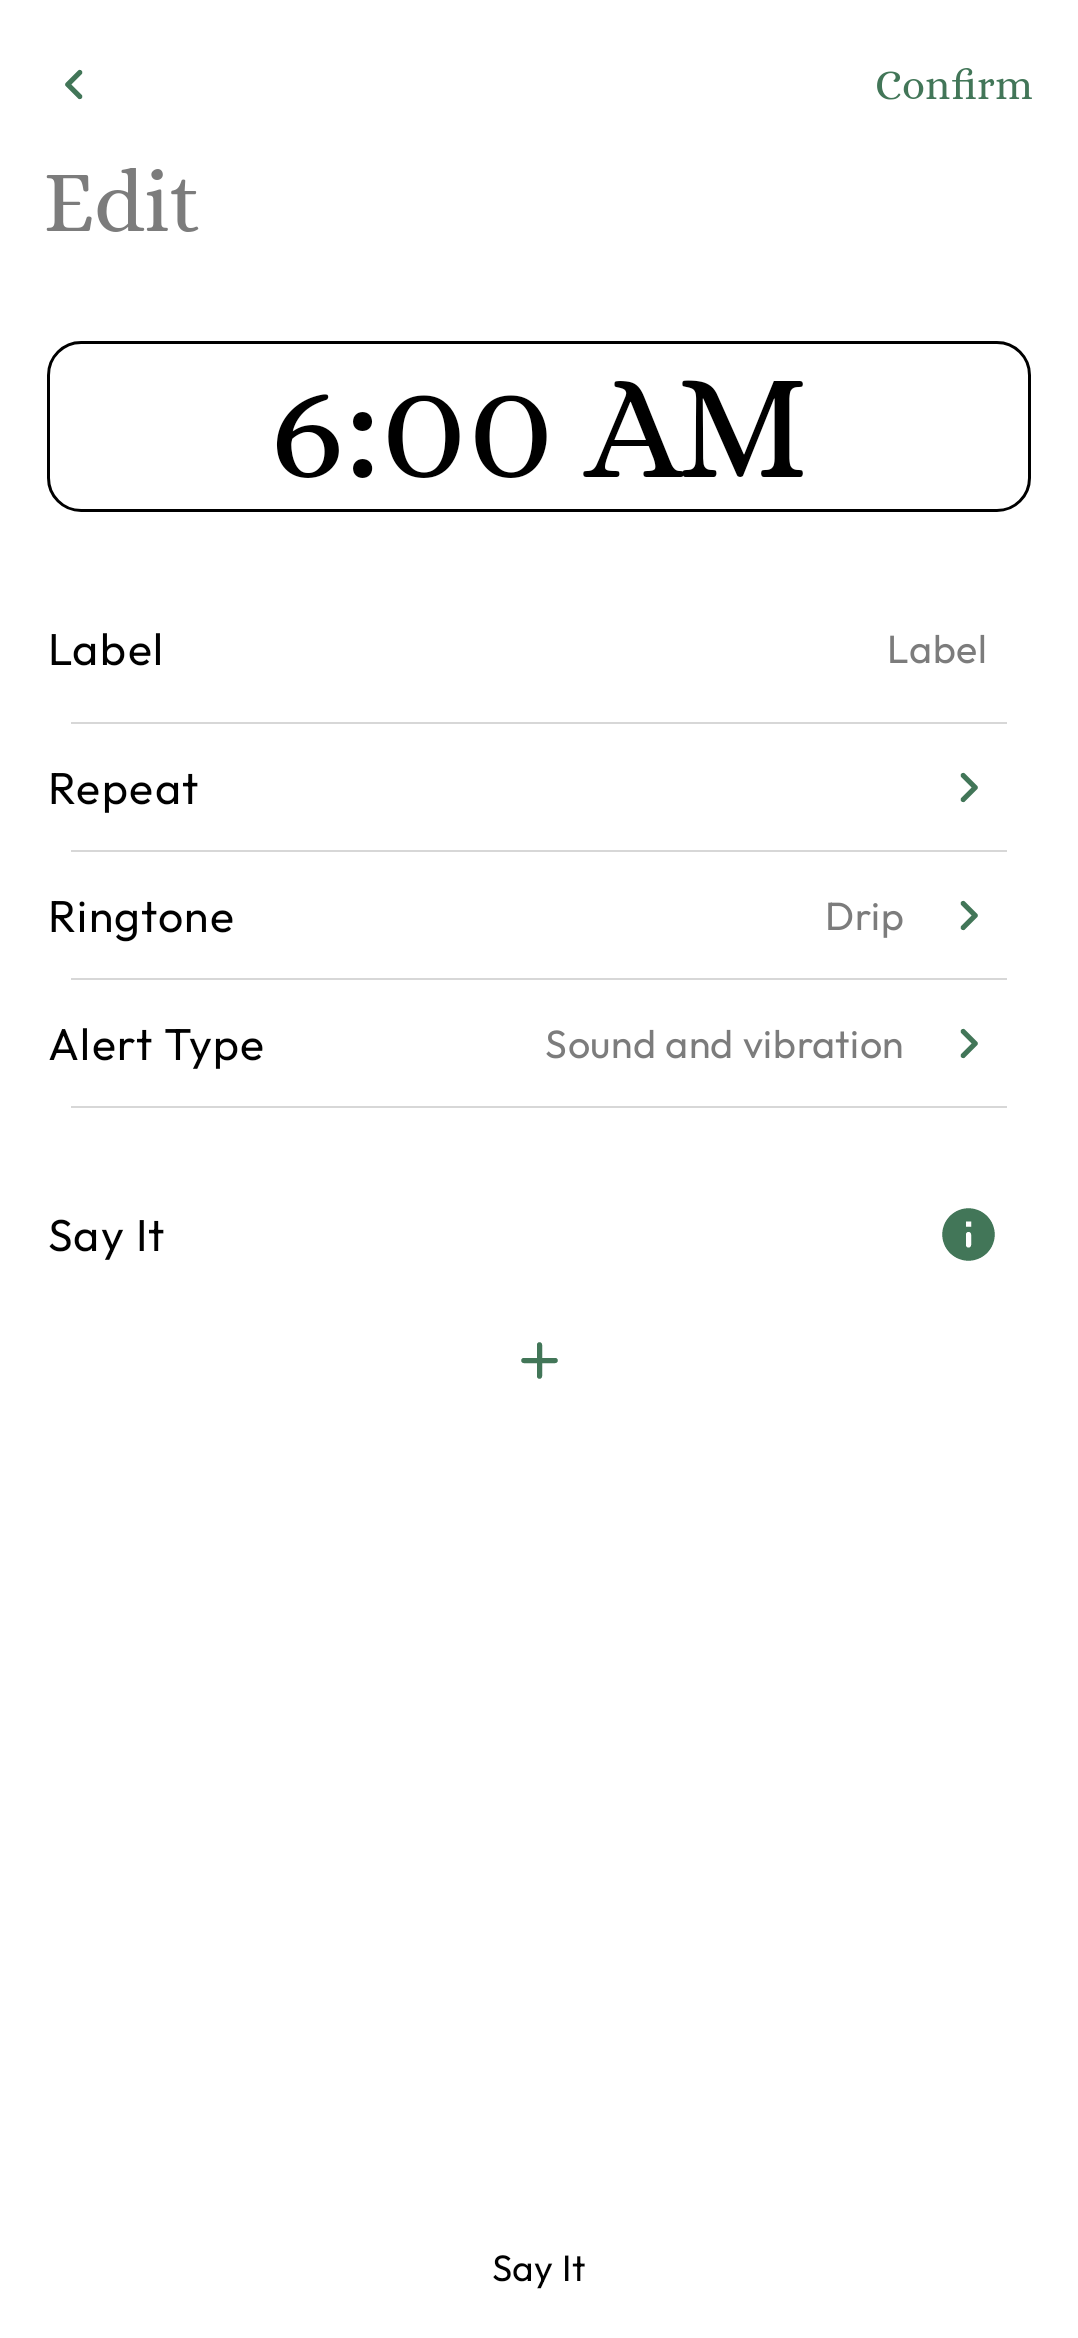 Confirm
Edit
6:00 AM
Label Label
Repeat
Ringtone Drip
Alert Type Sound and vibration
Say It
Say It